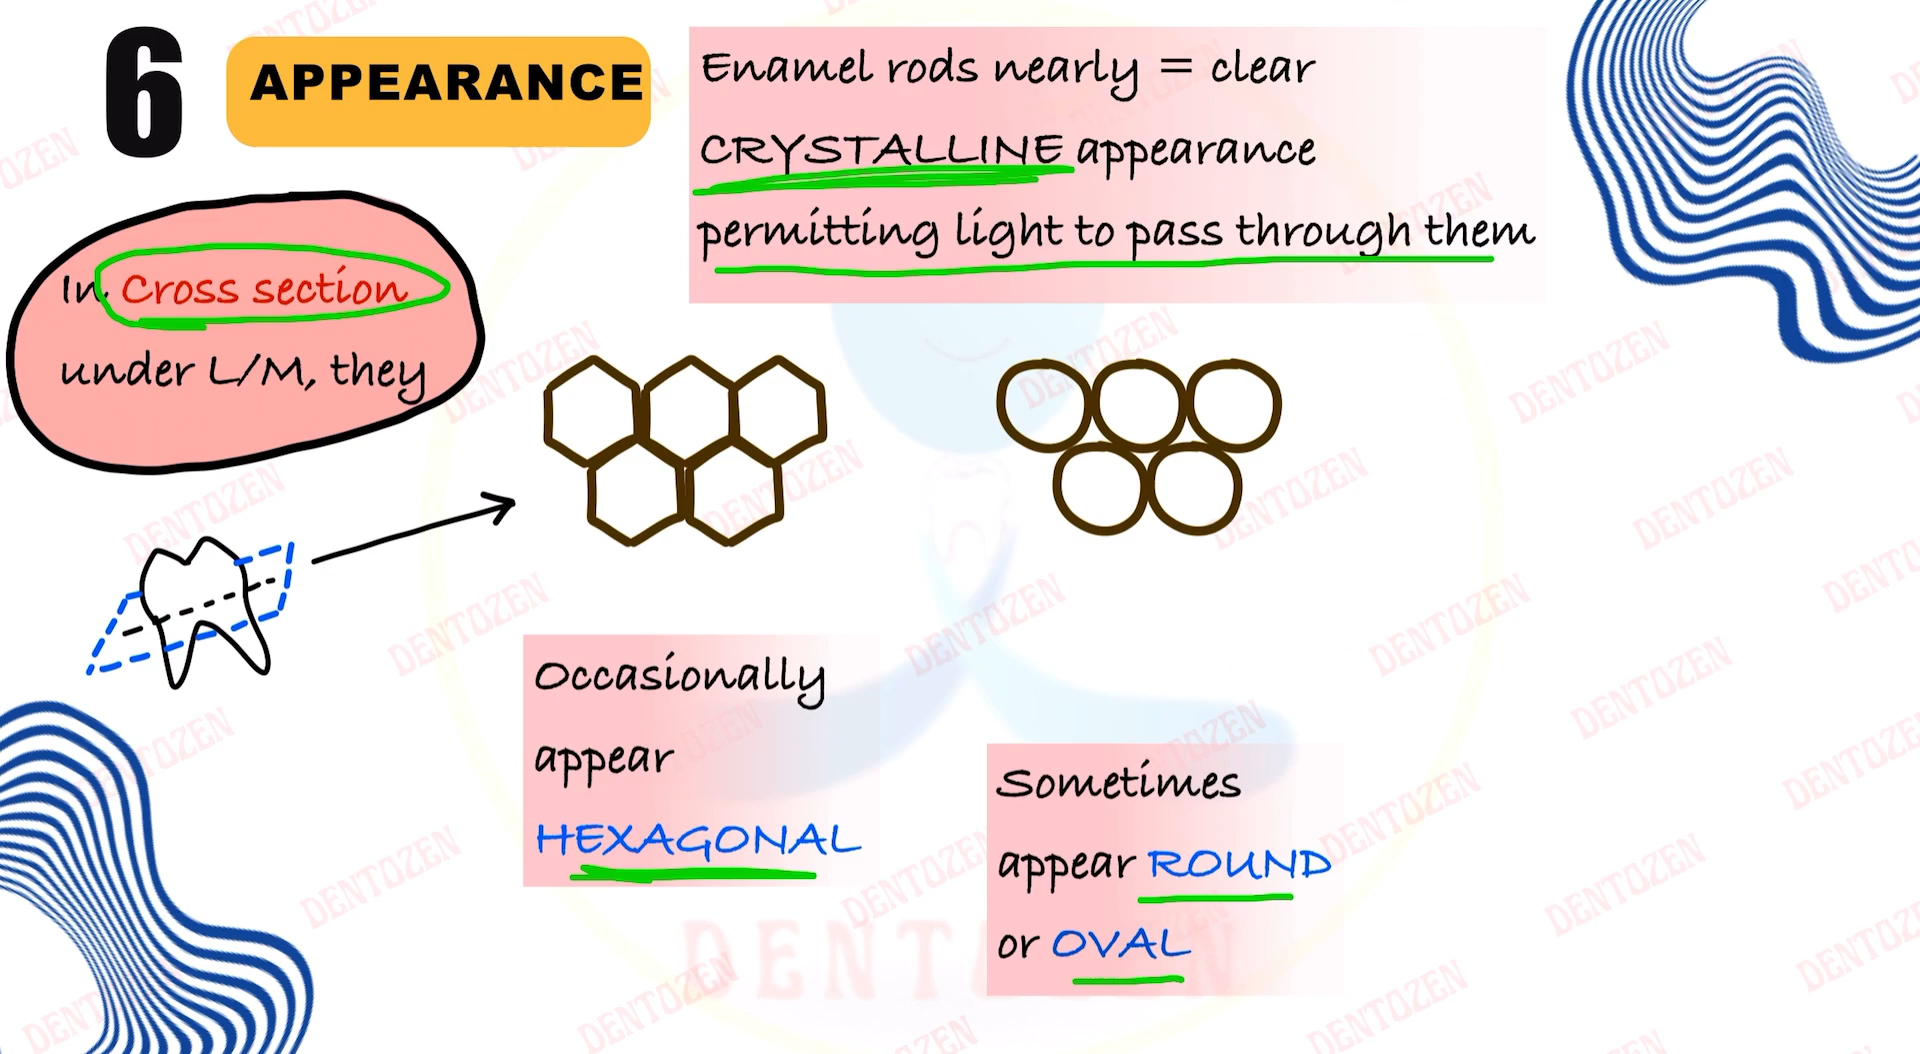 6
APPEARANCE
Enamel rods nearly = clear
CRYSTALLINE appearance
permitting light to pass through them
In Cross section
under L/M, they
Occasionally
appear
HEXAGONAL
Sometimes
appear ROUND
or OVAL
DENTOZEN